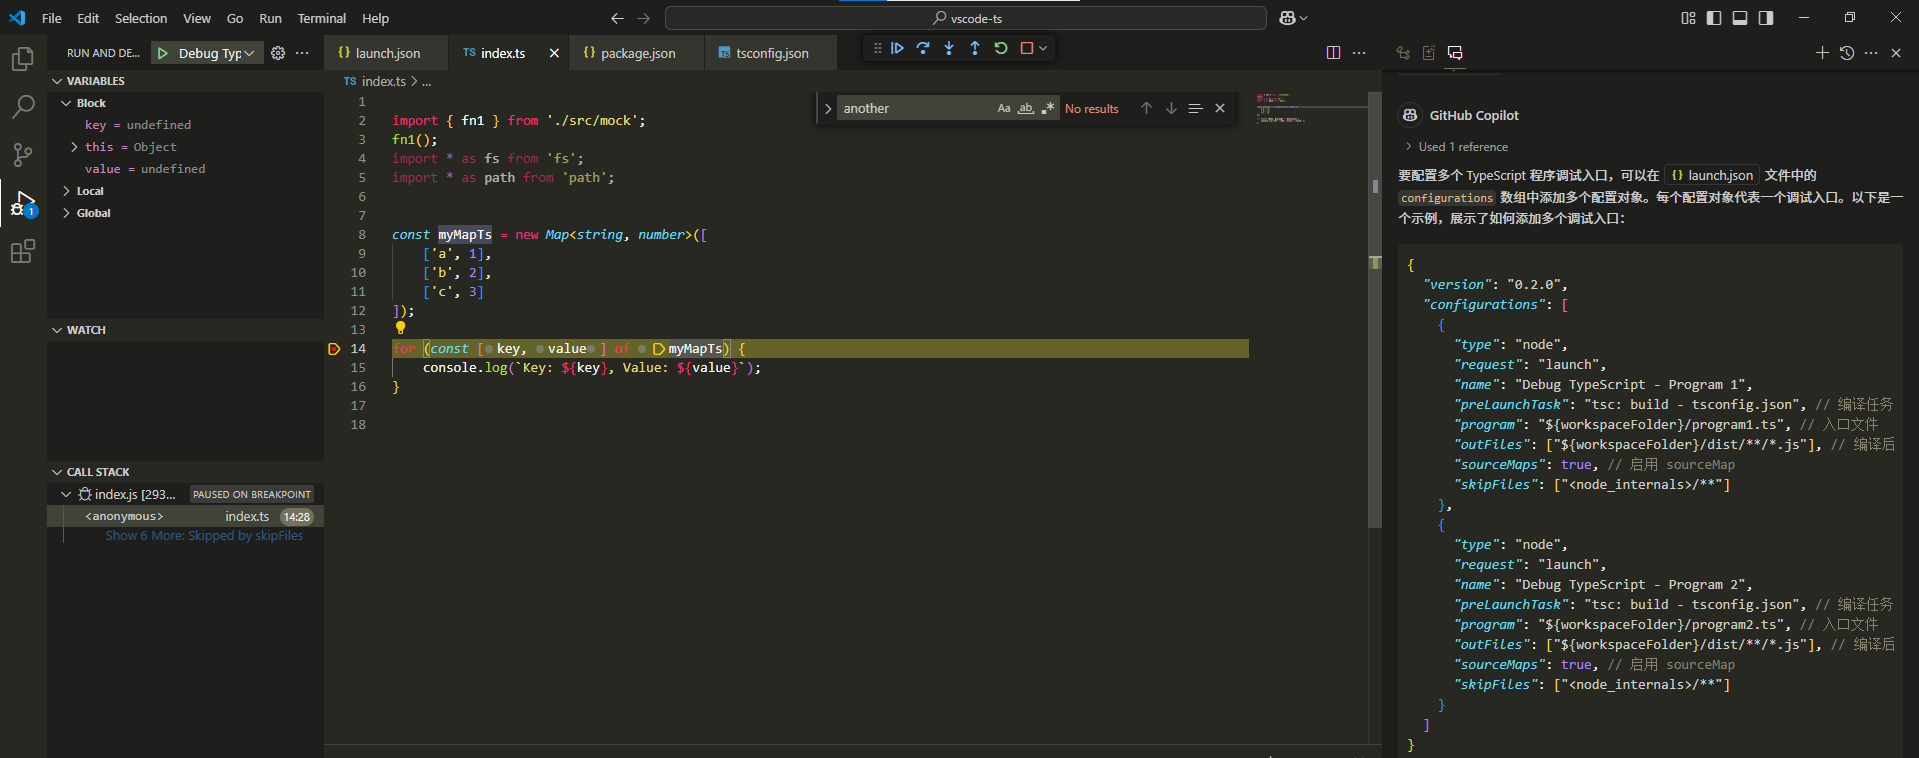 File Edit Selection View Go Run Terminal Help
vscode-ts
RUN AND DE... Debug Typ
launch.json
TS index.ts
package.json
TS tsconfig.json
VARIABLES
Block
key = undefined
this = Object
value = undefined
Local
Global
WATCH
CALL STACK
index.js [293... PAUSED ON BREAKPOINT
<anonymous> index.ts 14:28
Show 6 More: Skipped by skipFiles
1
TS index.ts > ...
another Aa ab .* No results
1
2 import { fn1 } from './src/mock';
3 fn1();
4 import * as fs from 'fs';
5 import * as path from 'path';
6
7
8 const myMapTs = new Map<string, number>([
9 ['a', 1],
10 ['b', 2],
11 ['c', 3]
12 ]);
13
14 for (const [ key, value ] of myMapTs) {
15 console.log(`Key: ${key}, Value: ${value}`);
16 }
17
18
GitHub Copilot
Used 1 reference
要配置多个 TypeScript 程序调试入口，可以在 {} launch.json 文件中的
configurations 数组中添加多个配置对象。每个配置对象代表一个调试入口。以下是一
个示例，展示了如何添加多个调试入口：
{
"version": "0.2.0",
"configurations": [
{
"type": "node",
"request": "launch",
"name": "Debug TypeScript - Program 1",
"preLaunchTask": "tsc: build - tsconfig.json", // 编译任务
"program": "${workspaceFolder}/program1.ts", // 入口文件
"outFiles": ["${workspaceFolder}/dist/**/*.js"], // 编译后
"sourceMaps": true, // 启用 sourceMap
"skipFiles": ["<node_internals>/**"]
},
{
"type": "node",
"request": "launch",
"name": "Debug TypeScript - Program 2",
"preLaunchTask": "tsc: build - tsconfig.json", // 编译任务
"program": "${workspaceFolder}/program2.ts", // 入口文件
"outFiles": ["${workspaceFolder}/dist/**/*.js"], // 编译后
"sourceMaps": true, // 启用 sourceMap
"skipFiles": ["<node_internals>/**"]
}
]
}